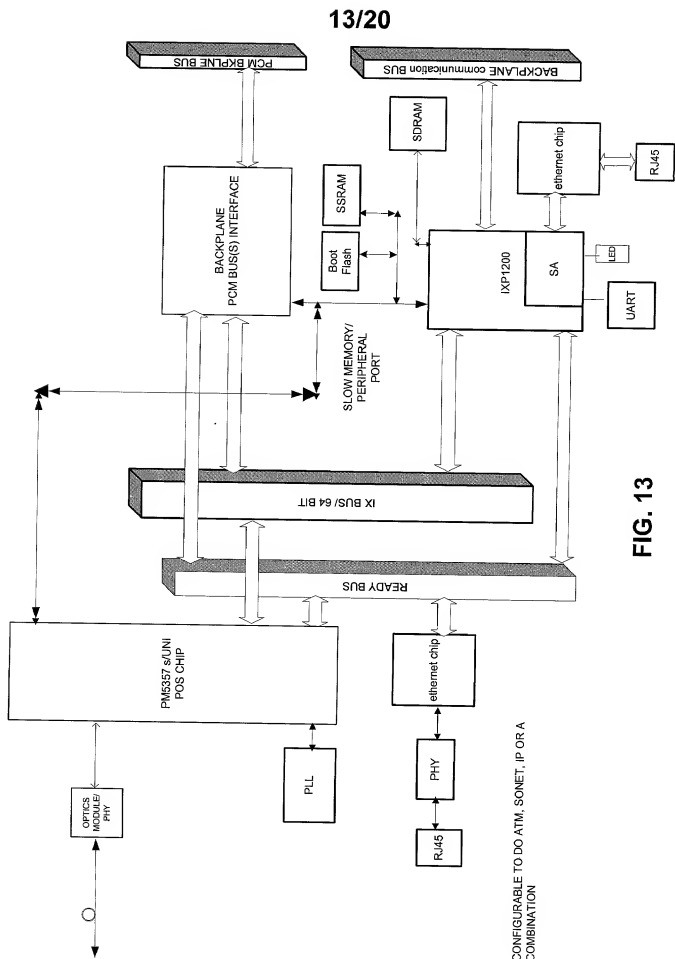 13/20
PCM BKPLNE BUS
BACKPLANE communication BUS
BACKPLANE
PCM BUS(S) INTERFACE
SDRAM
SSRAM
Boot
Flash
ethernet chip
RJ45
IXP1200
SA
LED
UART
SLOW MEMORY/
PERIPHERAL
PORT
IX BUS/ 64 BIT
READY BUS
FIG. 13
PM5357 s/UNI
POS CHIP
ethernet chip
OPTICS
MODULE/
PHY
PLL
PHY
RJ45
CONFIGURABLE TO DO ATM, SONET, IP OR A
COMBINATION